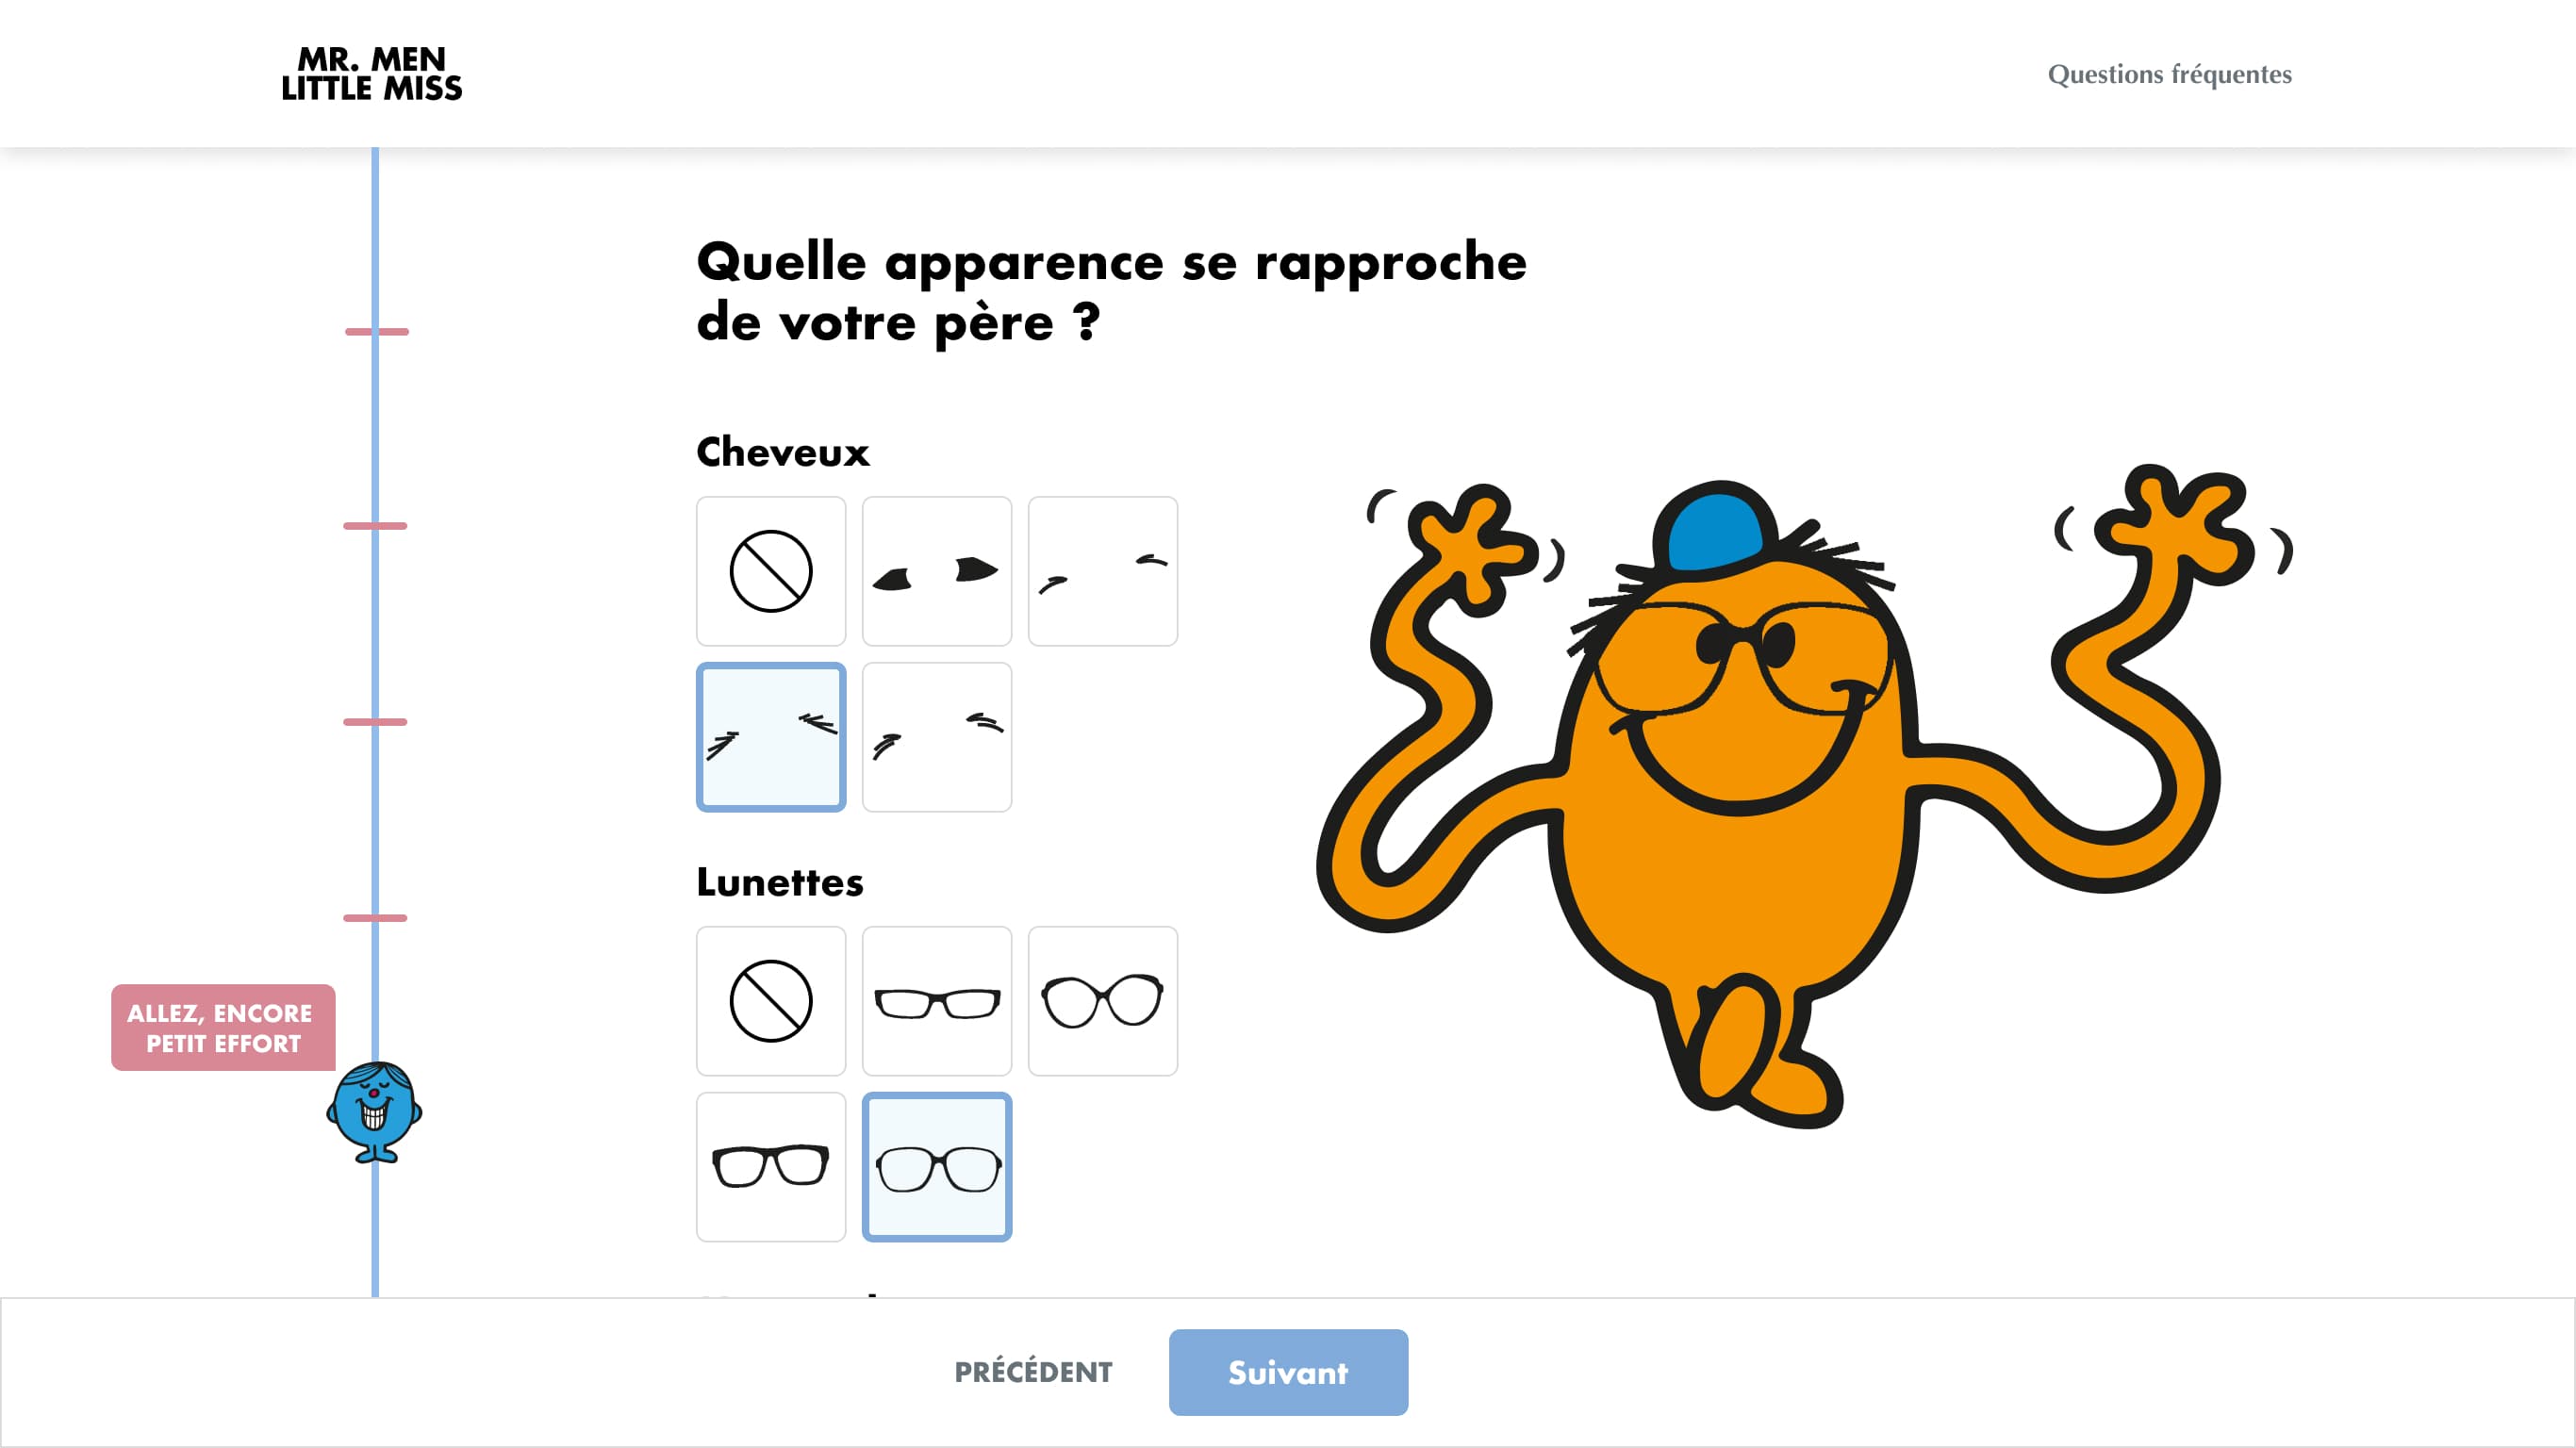 MR. MEN
LITTLE MISS
Questions fréquentes
Quelle apparence se rapproche
de votre père ?
Cheveux
Lunettes
ALLEZ, ENCORE
PETIT EFFORT
PRÉCÉDENT
Suivant